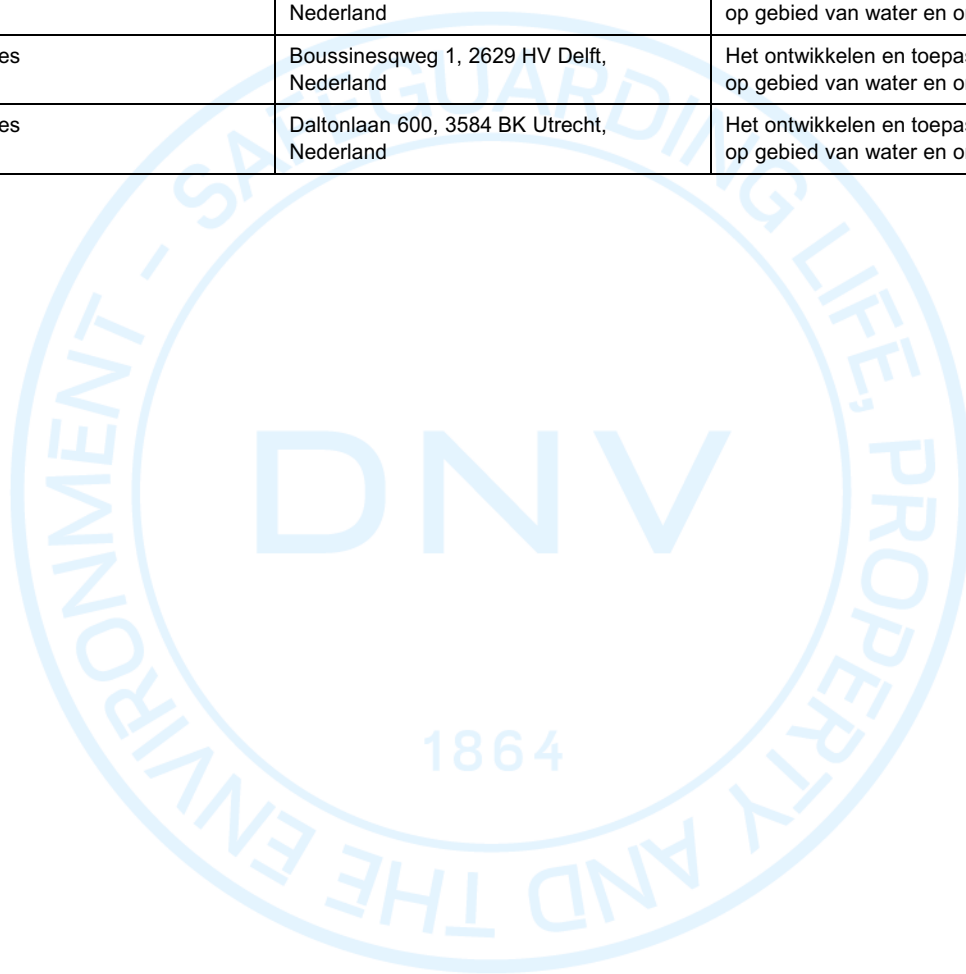 Nederland
op gebied van water en
es
Boussinesqweg 1, 2629 HV Delft,
Nederland
Het ontwikkelen en
op gebied van water en
es
Daltonlaan 600, 3584 BK Utrecht,
Nederland
Het ontwikkelen en
op gebied van water en
SAFEGUARDING LIFE, PROPERTY AND THE ENVIRONMENT -
DNV
1864